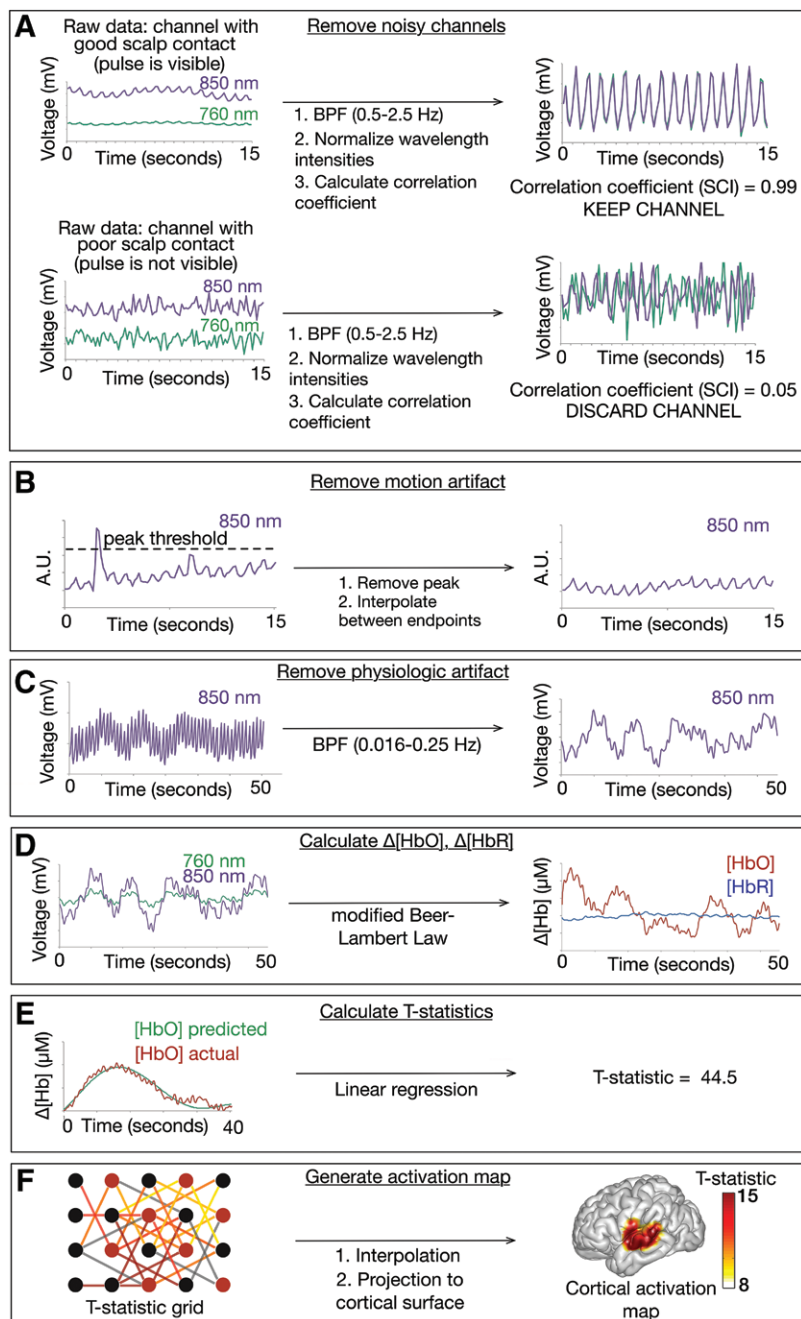 A
Remove noisy channels
Raw data: channel with
good scalp contact
(pulse is visible)
850 nm
760 nm
Voltage (mV)
0
15
Time (seconds)
1. BPF (0.5-2.5 Hz)
2. Normalize wavelength
intensities
3. Calculate correlation
coefficient
Voltage (mV)
0
15
Time (seconds)
Correlation coefficient (SCI) = 0.99
KEEP CHANNEL
Raw data: channel with
poor scalp contact
(pulse is not visible)
850 nm
760 nm
Voltage (mV)
0
15
Time (seconds)
1. BPF (0.5-2.5 Hz)
2. Normalize wavelength
intensities
3. Calculate correlation
coefficient
Voltage (mV)
0
15
Time (seconds)
Correlation coefficient (SCI) = 0.05
DISCARD CHANNEL
B
Remove motion artifact
850 nm
peak threshold
A.U.
0
15
Time (seconds)
1. Remove peak
2. Interpolate
between endpoints
850 nm
A.U.
0
15
Time (seconds)
C
Remove physiologic artifact
850 nm
Voltage (mV)
0
50
Time (seconds)
BPF (0.016-0.25 Hz)
850 nm
Voltage (mV)
0
50
Time (seconds)
D
Calculate Δ[HbO], Δ[HbR]
760 nm
850 nm
Voltage (mV)
0
50
Time (seconds)
modified Beer-
Lambert Law
[HbO]
[HbR]
Δ[Hb] (µM)
0
50
Time (seconds)
E
Calculate T-statistics
[HbO] predicted
[HbO] actual
Δ[Hb] (µM)
0
40
Time (seconds)
Linear regression
T-statistic = 44.5
F
Generate activation map
T-statistic grid
1. Interpolation
2. Projection to
cortical surface
T-statistic
15
8
Cortical activation
map